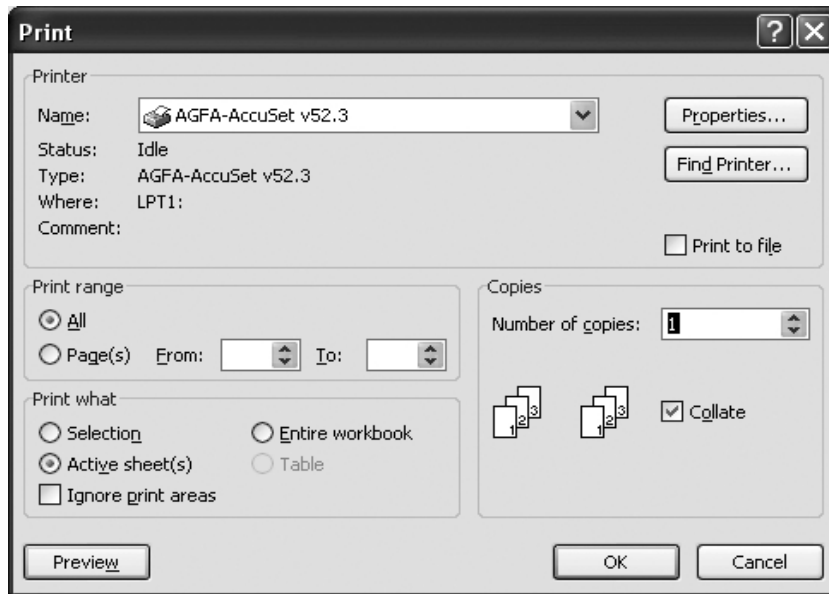 Print
Printer
Name: AGFA-AccuSet v52.3 Properties...
Status: Idle
Find Printer...
Type: AGFA-AccuSet v52.3
Where: LPT1:
Comment:
Print to file
Print range
All
Page(s) From: To:
Copies
Number of copies: 1
1 2 3 1 2 3 Collate
Print what
Selection Entire workbook
Active sheet(s) Table
Ignore print areas
Preview OK Cancel